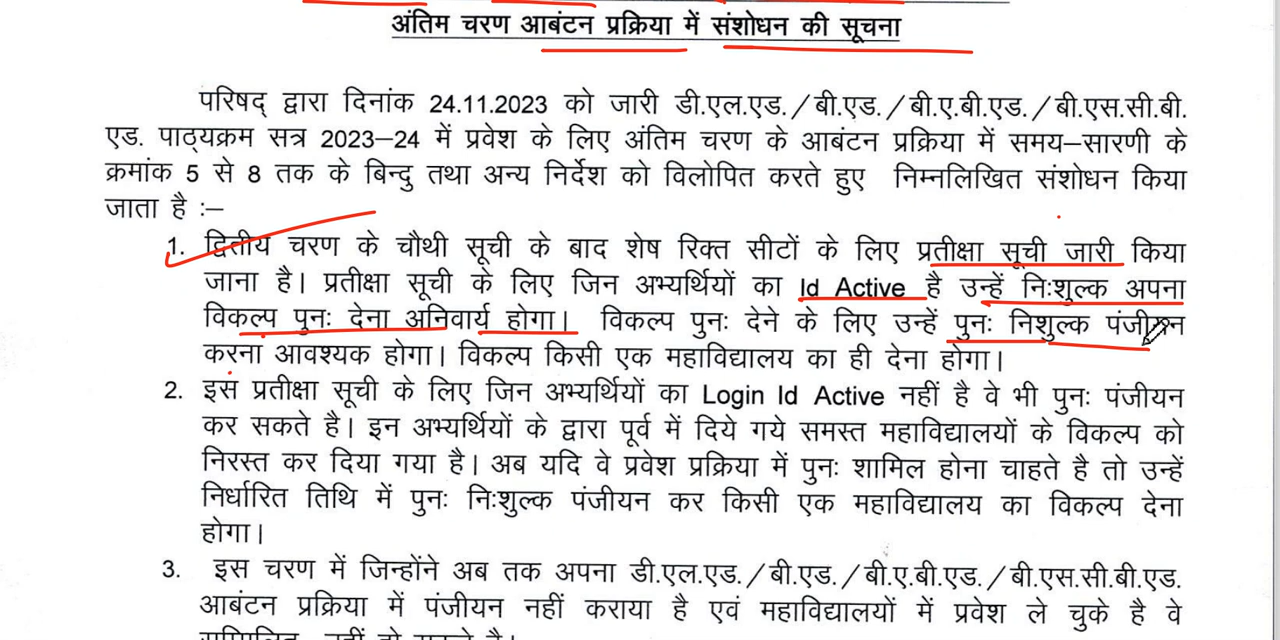 अंतिम चरण आबंटन प्रक्रिया में संशोधन की सूचना
परिषद् द्वारा दिनांक 24.11.2023 को जारी डी.एल.एड./बी.एड./बी.ए.बी.एड./बी.एस.सी.बी.
एड. पाठ्यक्रम सत्र 2023–24 में प्रवेश के लिए अंतिम चरण के आबंटन प्रक्रिया में समय–सारणी के
क्रमांक 5 से 8 तक के बिन्दु तथा अन्य निर्देश को विलोपित करते हुए निम्नलिखित संशोधन किया
जाता है :–
1. द्वितीय चरण के चौथी सूची के बाद शेष रिक्त सीटों के लिए प्रतीक्षा सूची जारी किया
जाना है। प्रतीक्षा सूची के लिए जिन अभ्यर्थियों का Id Active है उन्हें निःशुल्क अपना
विकल्प पुनः देना अनिवार्य होगा। विकल्प पुनः देने के लिए उन्हें पुनः निशुल्क पंजीयन
करना आवश्यक होगा। विकल्प किसी एक महाविद्यालय का ही देना होगा।
2. इस प्रतीक्षा सूची के लिए जिन अभ्यर्थियों का Login Id Active नहीं है वे भी पुनः पंजीयन
कर सकते है। इन अभ्यर्थियों के द्वारा पूर्व में दिये गये समस्त महाविद्यालयों के विकल्प को
निरस्त कर दिया गया है। अब यदि वे प्रवेश प्रक्रिया में पुनः शामिल होना चाहते है तो उन्हें
निर्धारित तिथि में पुनः निःशुल्क पंजीयन कर किसी एक महाविद्यालय का विकल्प देना
होगा।
3. इस चरण में जिन्होंने अब तक अपना डी.एल.एड./बी.एड./बी.ए.बी.एड./बी.एस.सी.बी.एड.
आबंटन प्रक्रिया में पंजीयन नहीं कराया है एवं महाविद्यालयों में प्रवेश ले चुके है वे